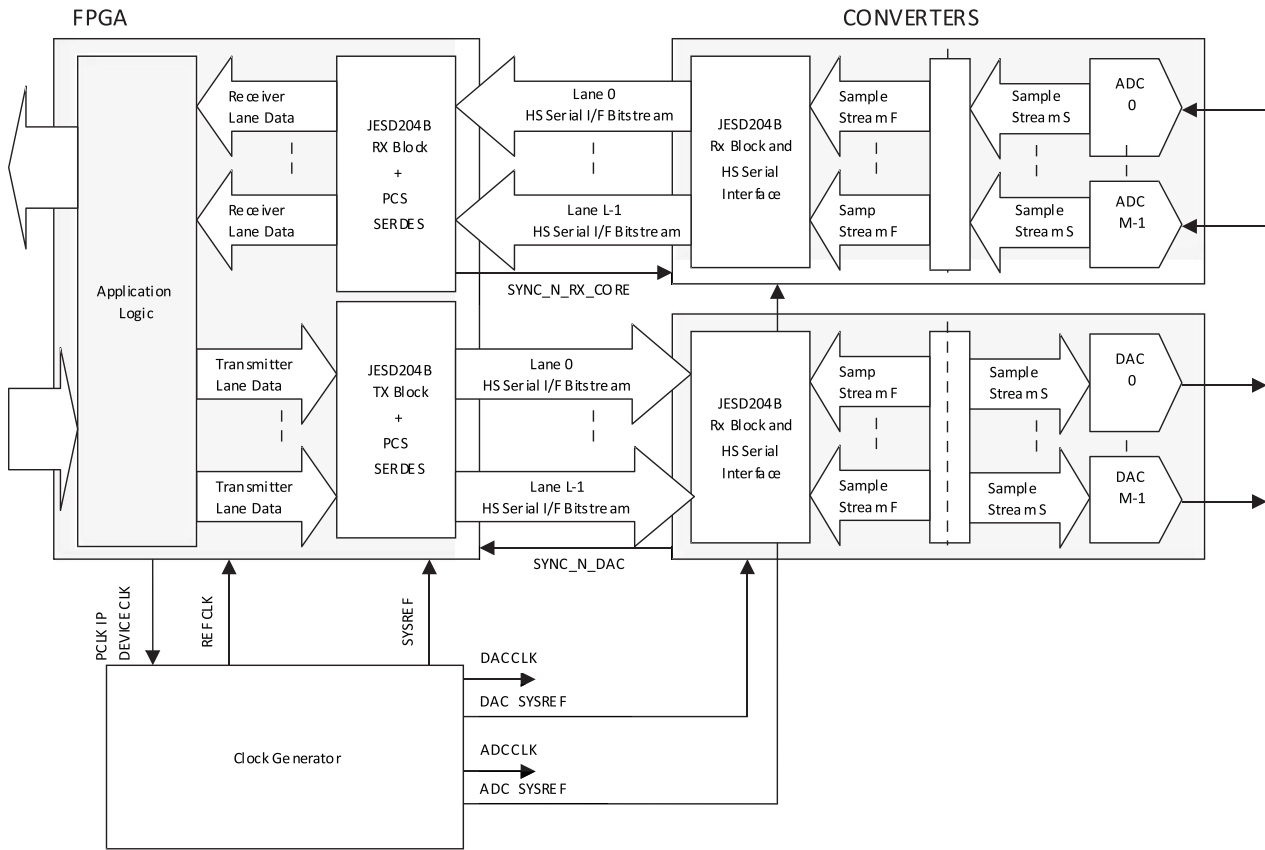 FPGA
CONVERTERS
Receiver
Lane Data
JESD204B
RX Block
+
PCS
SERDES
Lane 0
HS Serial I/F Bitstream
JESD204B
Rx Block and
HS Serial
Interface
Sample
Stream F
Sample
Stream S
ADC
0
Receiver
Lane Data
Lane L-1
HS Serial I/F Bitstream
Samp
Stream F
Sample
Stream S
ADC
M-1
SYNC_N_RX_CORE
Application
Logic
Transmitter
Lane Data
JESD204B
TX Block
+
PCS
SERDES
Lane 0
HS Serial I/F Bitstream
JESD204B
Rx Block and
HS Serial
Interface
Samp
Stream F
Sample
Stream S
DAC
0
Transmitter
Lane Data
Lane L-1
HS Serial I/F Bitstream
Sample
Stream F
Sample
Stream S
DAC
M-1
SYNC_N_DAC
PCLK IP
DEVICE CLK
REF CLK
SYSREF
DACCLK
DAC SYSREF
Clock Generator
ADCCLK
ADC SYSREF